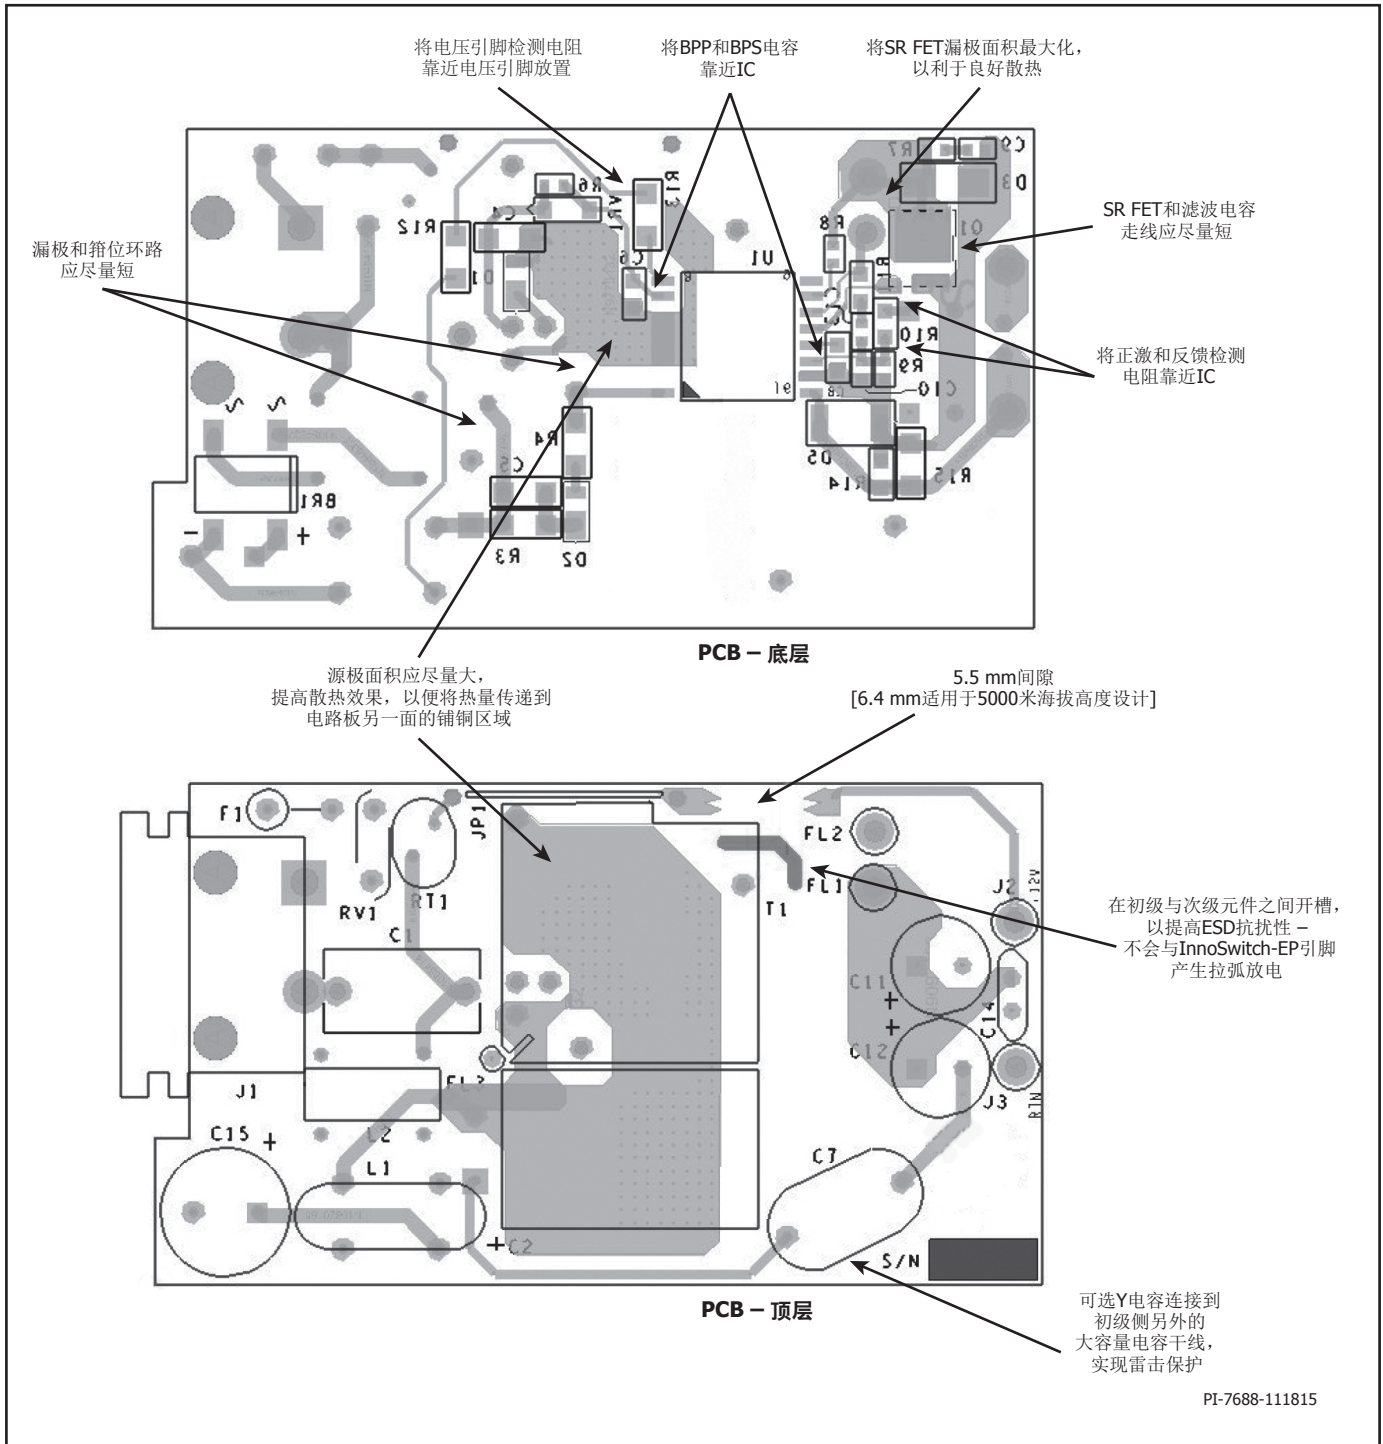 将电压引脚检测电阻
靠近电压引脚放置
将BPP和BPS电容
靠近IC
将SR FET漏极面积最大化，
以利于良好散热
SR FET和滤波电容
走线应尽量短
漏极和箝位环路
应尽量短
将正激和反馈检测
电阻靠近IC
R7
C9
D3
R6
R13
VR1
C4
R12
R8
Q1
D1
C6
U1
R10
R9
C10
R4
C5
D5
R14
R15
BR1
- +
R3
D2
PCB – 底层
源极面积应尽量大，
提高散热效果，以便将热量传递到
电路板另一面的铺铜区域
5.5 mm间隙
[6.4 mm适用于5000米海拔高度设计]
F1
JP1
FL2
RV1
RT1
T1
FL1
J2
C1
在初级与次级元件之间开槽，
以提高ESD抗扰性 –
不会与InnoSwitch-EP引脚
产生拉弧放电
C11
+
+
C14
C12
FL3
J1
J3
RTN
C15
+
L2
L1
C7
+
C2
S/N
PCB – 顶层
可选Y电容连接到
初级侧另外的
大容量电容干线，
实现雷击保护
PI-7688-111815